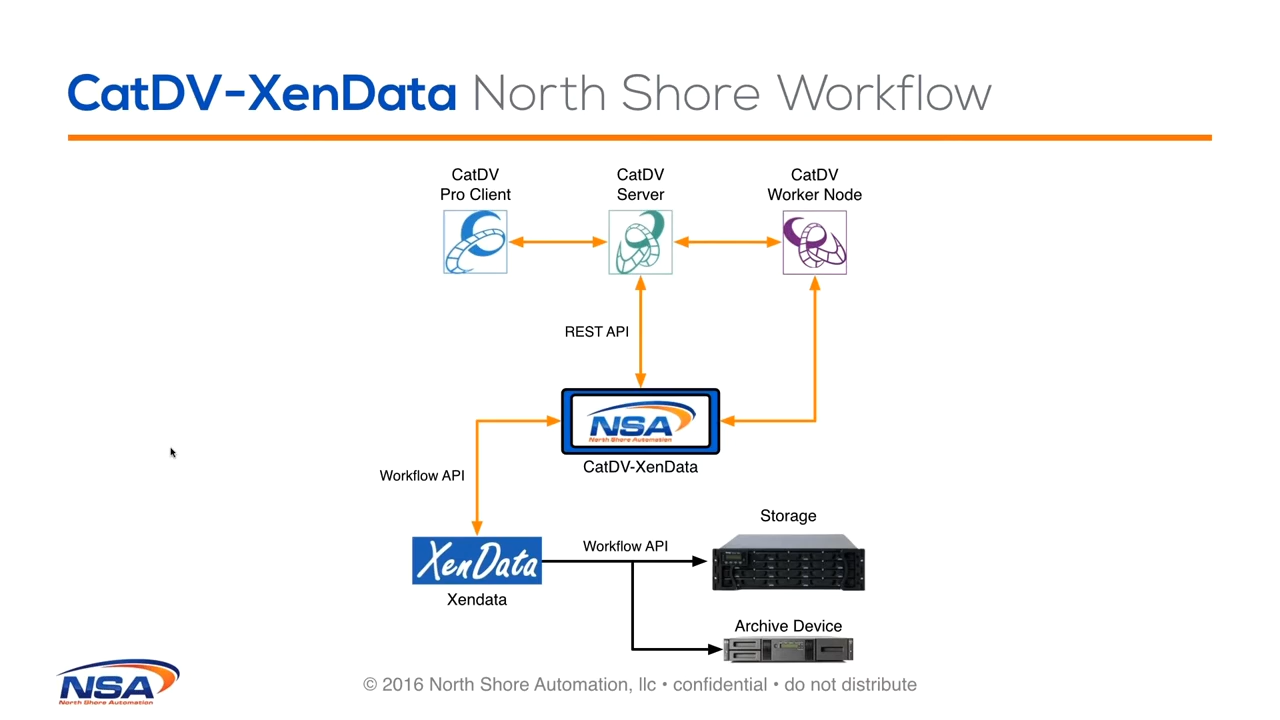 CatDV-XenData North Shore Workflow
CatDV
Pro Client
CatDV
Server
CatDV
Worker Node
REST API
NSA
North Shore Automation
CatDV-XenData
Workflow API
XenData
Xendata
Workflow API
Storage
Archive Device
NSA
North Shore Automation
© 2016 North Shore Automation, llc • confidential • do not distribute